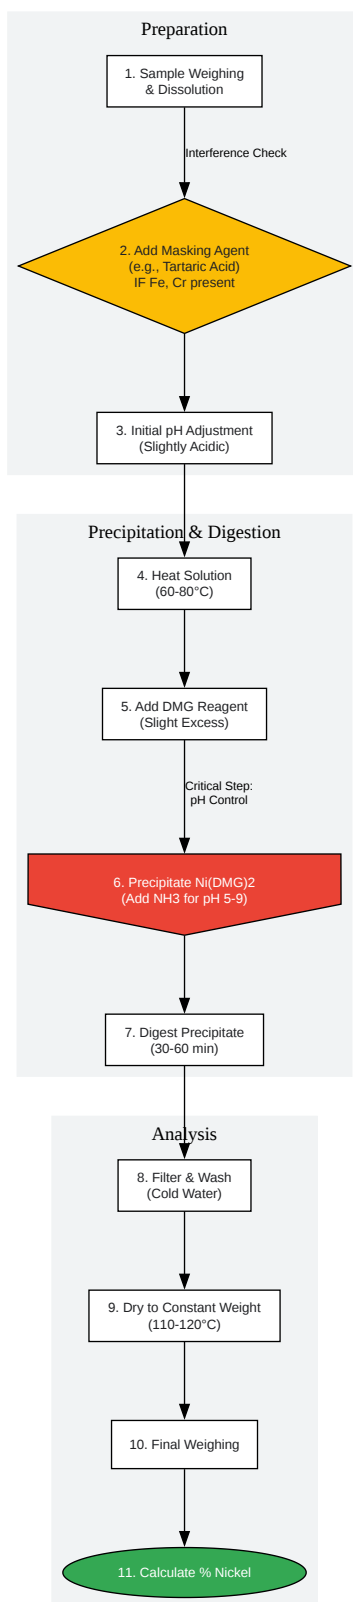 Preparation
1. Sample Weighing
& Dissolution
Interference Check
2. Add Masking Agent
(e.g., Tartaric Acid)
IF Fe, Cr present
3. Initial pH Adjustment
(Slightly Acidic)
Precipitation & Digestion
4. Heat Solution
(60-80°C)
5. Add DMG Reagent
(Slight Excess)
Critical Step:
pH Control
6. Precipitate Ni(DMG)2
(Add NH3 for pH 5-9)
7. Digest Precipitate
(30-60 min)
Analysis
8. Filter & Wash
(Cold Water)
9. Dry to Constant Weight
(110-120°C)
10. Final Weighing
11. Calculate % Nickel